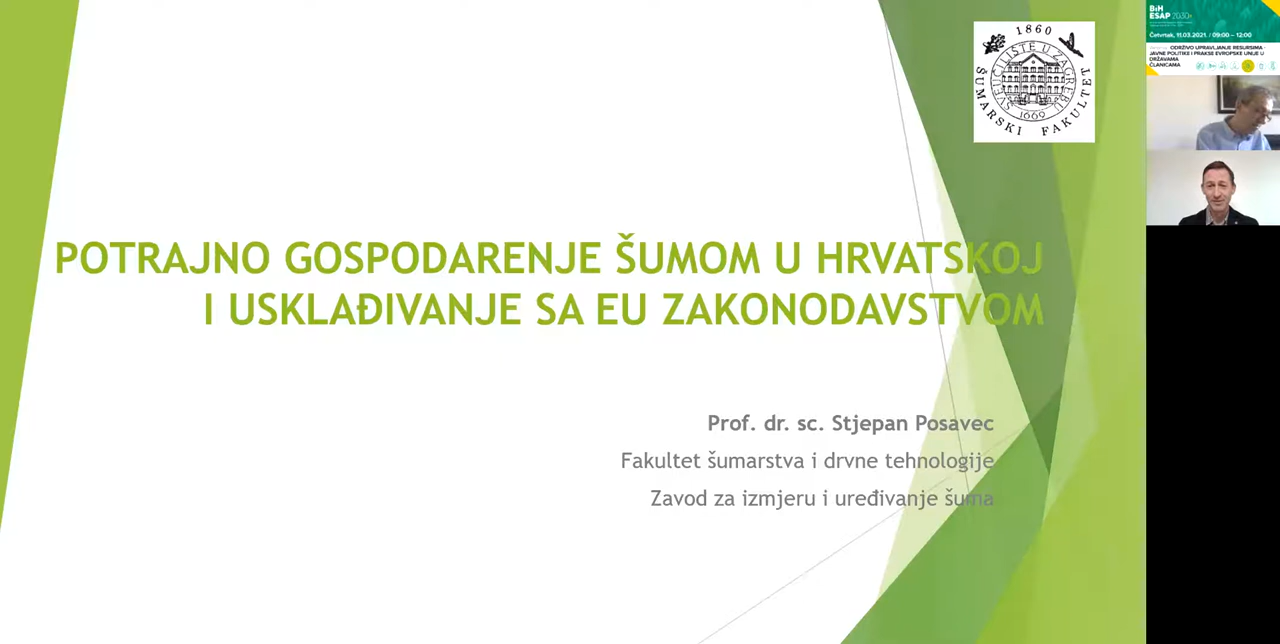 POTRAJNO GOSPODARENJE ŠUMOM U HRVATSKOJ
I USKLAĐIVANJE SA EU ZAKONODAVSTVOM
Prof. dr. sc. Stjepan Posavec
Fakultet šumarstva i drvne tehnologije
Zavod za izmjeru i uređivanje šuma
1860
SVEUČILIŠTE U ZAGREBU
1669
ŠUMARSKI FAKULTET
BiH
ESAP 2030+
Četvrtak, 11.03.2021. / 09:00 – 12:00
ODRŽIVO UPRAVLJANJE RESURSIMA -
JAVNE POLITIKE I PRAKSE EVROPSKE UNIJE U
DRŽAVAMA
ČLANICAMA